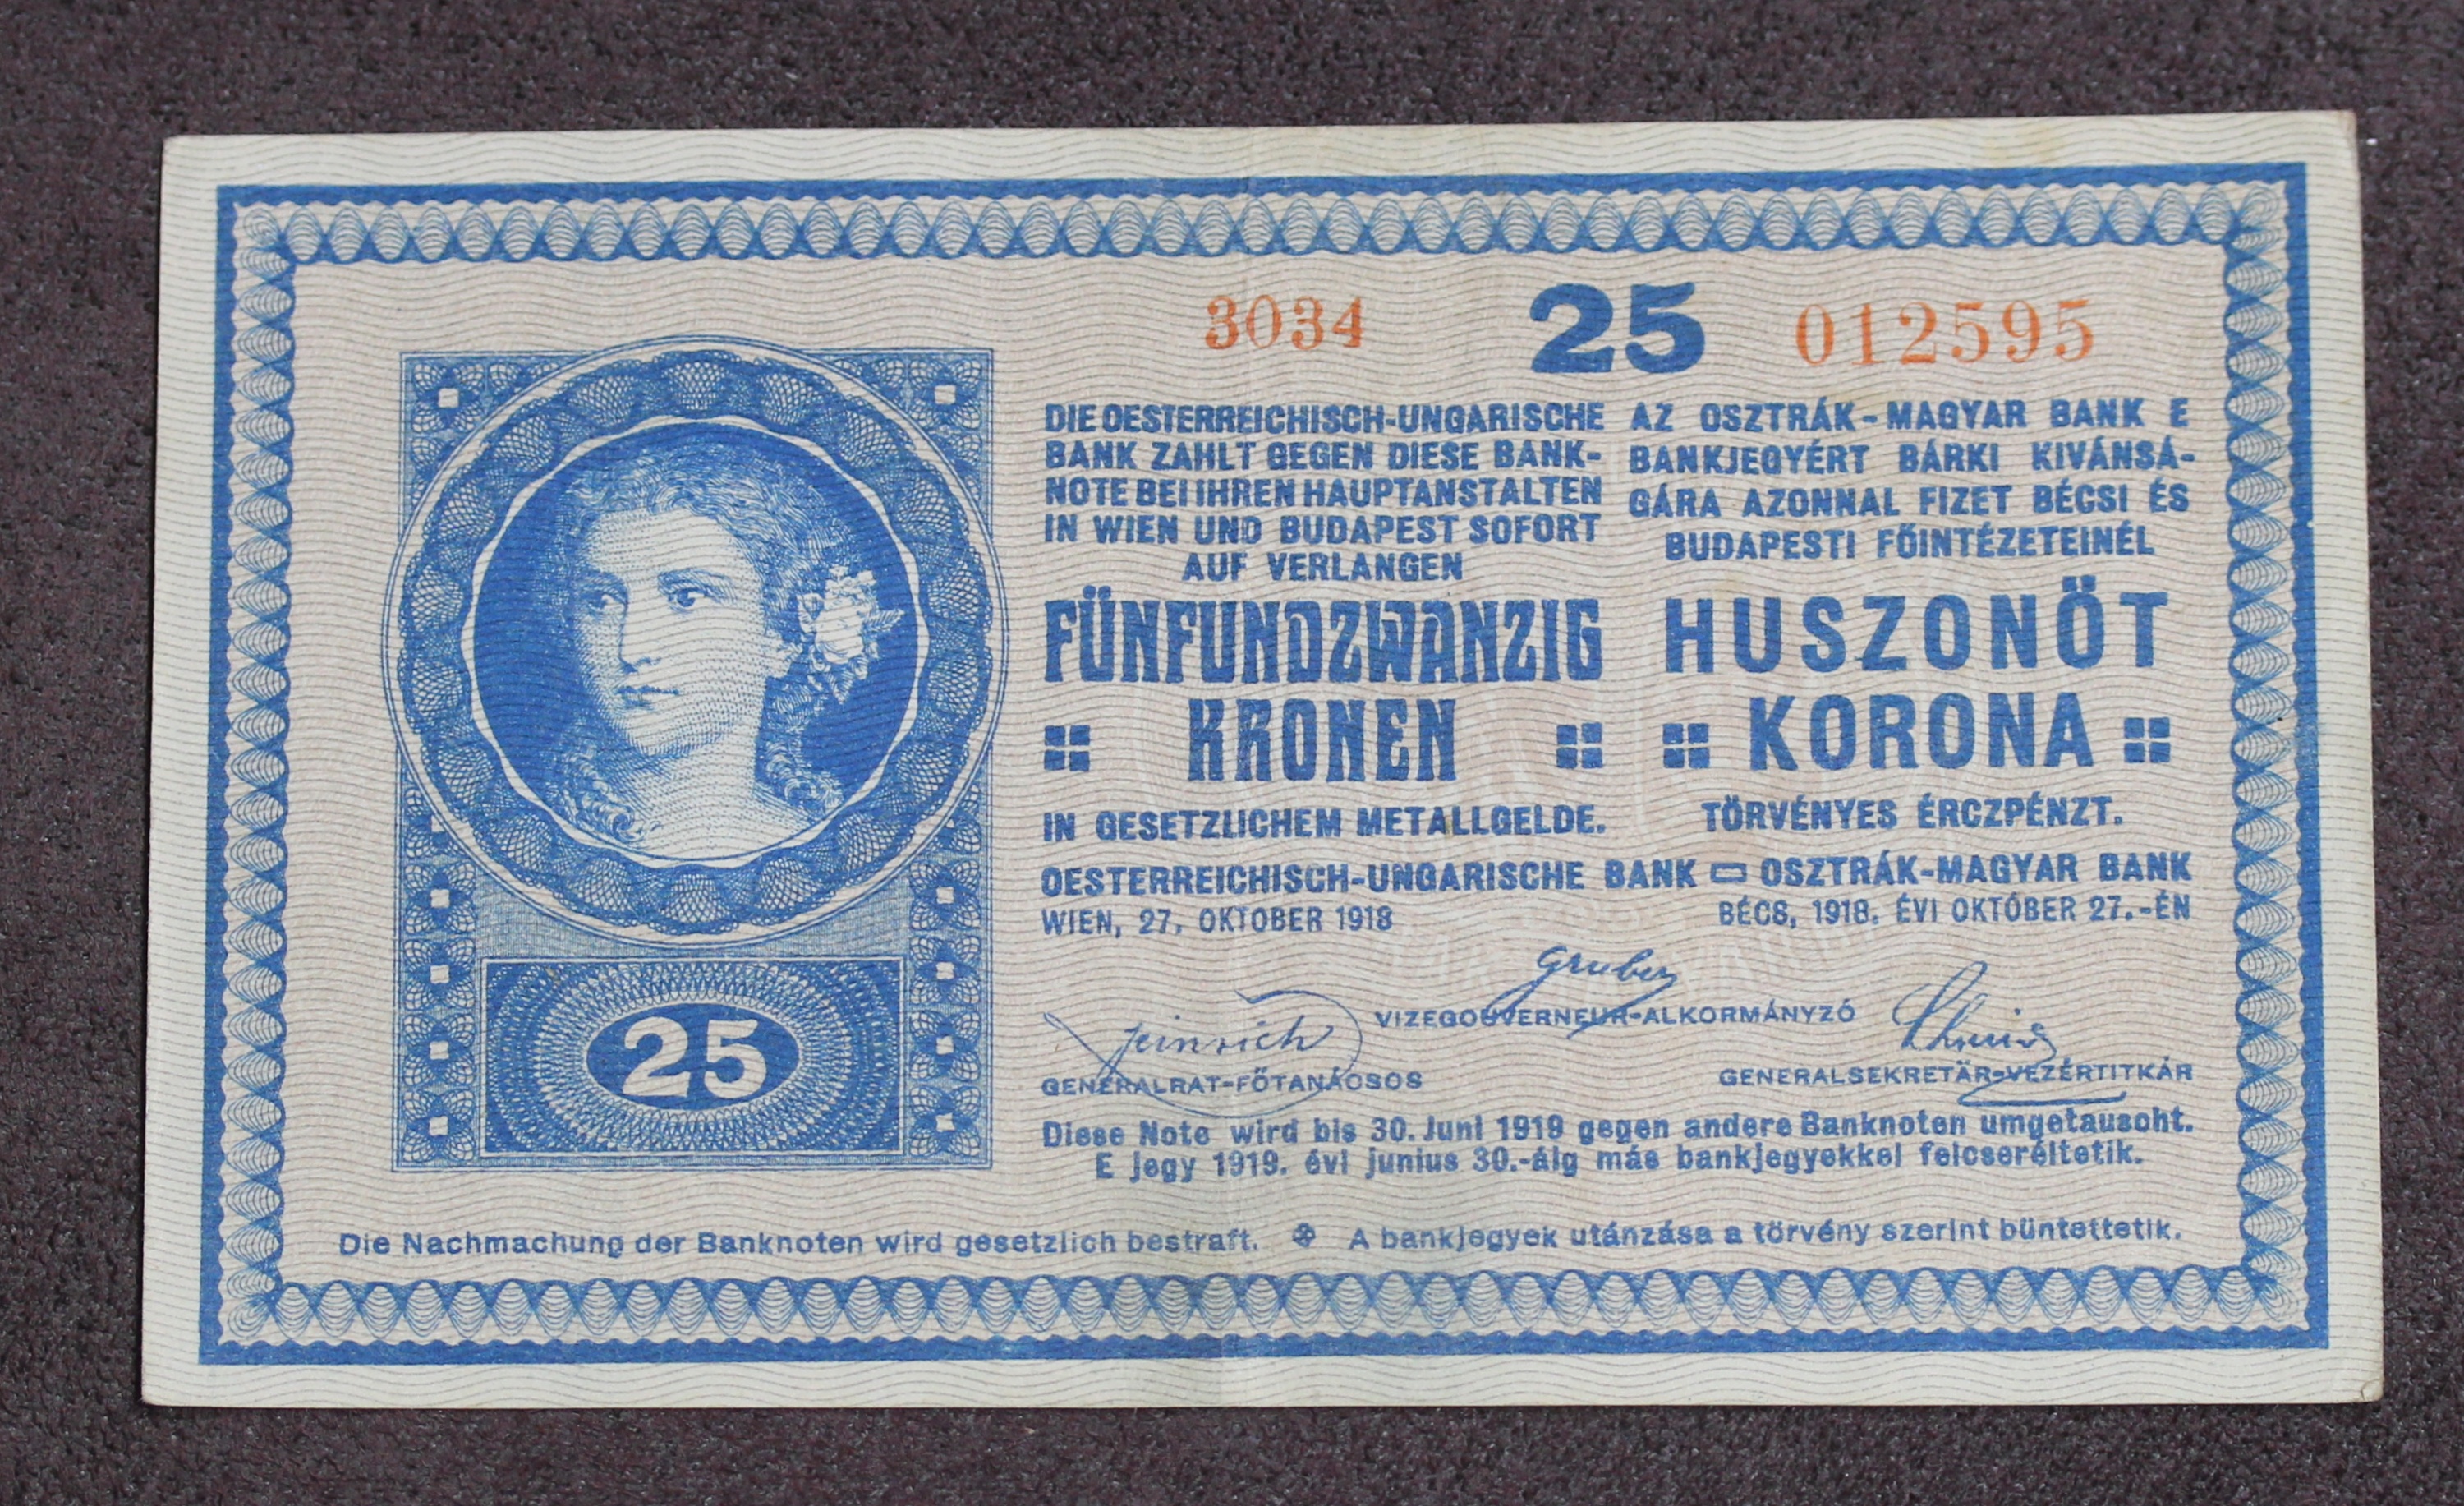 3034 25 012595
DIE OESTERREICHISCH-UNGARISCHE
BANK ZAHLT GEGEN DIESE BANK-
NOTE BEI IHREN HAUPTANSTALTEN
IN WIEN UND BUDAPEST SOFORT
AUF VERLANGEN
FÜNFUNDZWANZIG
KRONEN
IN GESETZLICHEM METALLGELDE.
AZ OSZTRÁK-MAGYAR BANK E
BANKJEGYÉRT BÁRKI KIVÁNSÁ-
GÁRA AZONNAL FIZET BÉCSI ÉS
BUDAPESTI FŐINTÉZETEINÉL
HUSZONÖT
KORONA
TÖRVÉNYES ÉRCZPÉNZT.
OESTERREICHISCH-UNGARISCHE BANK OSZTRÁK-MAGYAR BANK
WIEN, 27. OKTOBER 1918 BÉCS, 1918. ÉVI OKTÓBER 27.-ÉN
Gruber
VIZEGOUVERNEUR-ALKORMÁNYZÓ
GENERALRAT-FŐTANÁCSOS GENERALSEKRETÄR-VEZÉRTITKÁR
25
Diese Note wird bis 30. Juni 1919 gegen andere Banknoten umgetauscht.
E jegy 1919. évi junius 30.-áig más bankjegyekkel felcseréltetik.
Die Nachmachung der Banknoten wird gesetzlich bestraft. A bankjegyek utánzása a törvény szerint büntettetik.